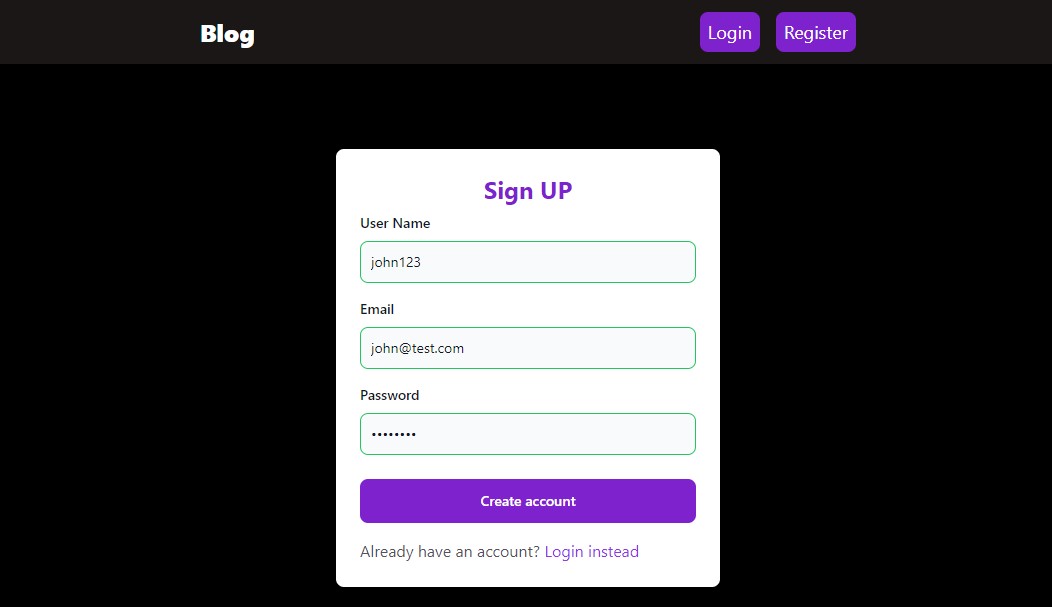 Blog
Login
Register
Sign UP
User Name
john123
Email
john@test.com
Password
••••••••
Create account
Already have an account? Login instead